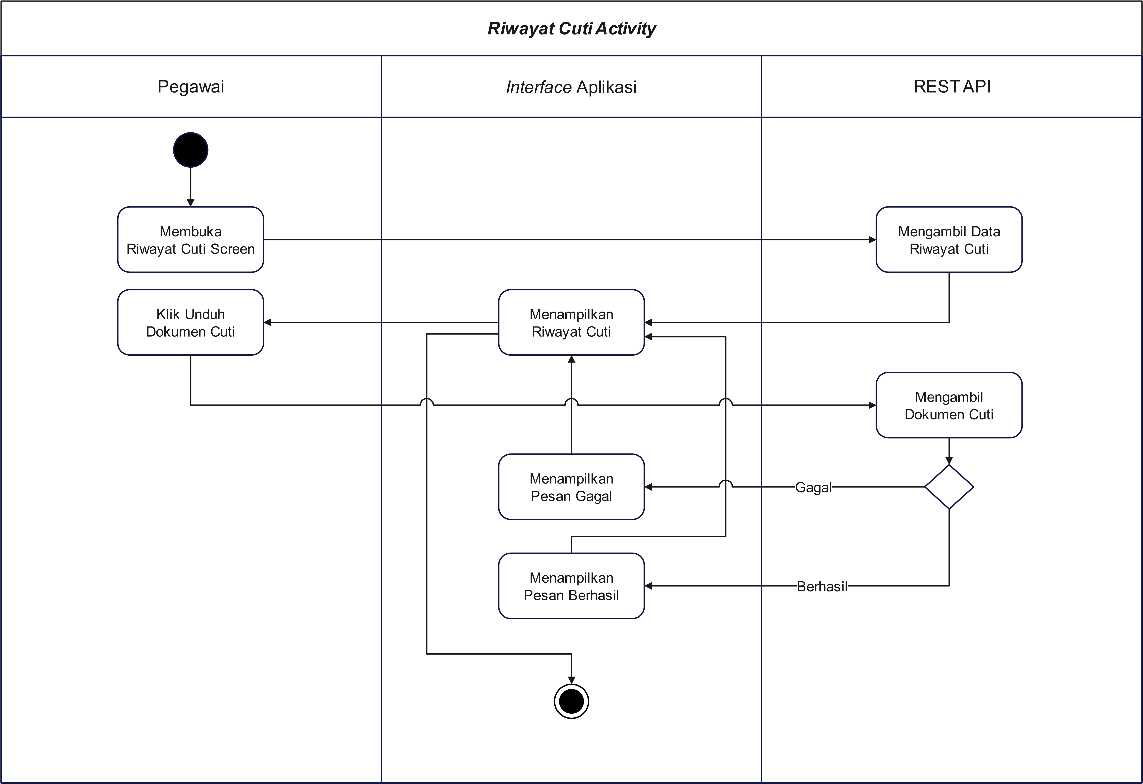 Riwayat Cuti Activity
Pegawai
Interface Aplikasi
REST API
Membuka
Riwayat Cuti Screen
Mengambil Data
Riwayat Cuti
Klik Unduh
Dokumen Cuti
Menampilkan
Riwayat Cuti
Mengambil
Dokumen Cuti
Menampilkan
Pesan Gagal
Gagal
Menampilkan
Pesan Berhasil
Berhasil